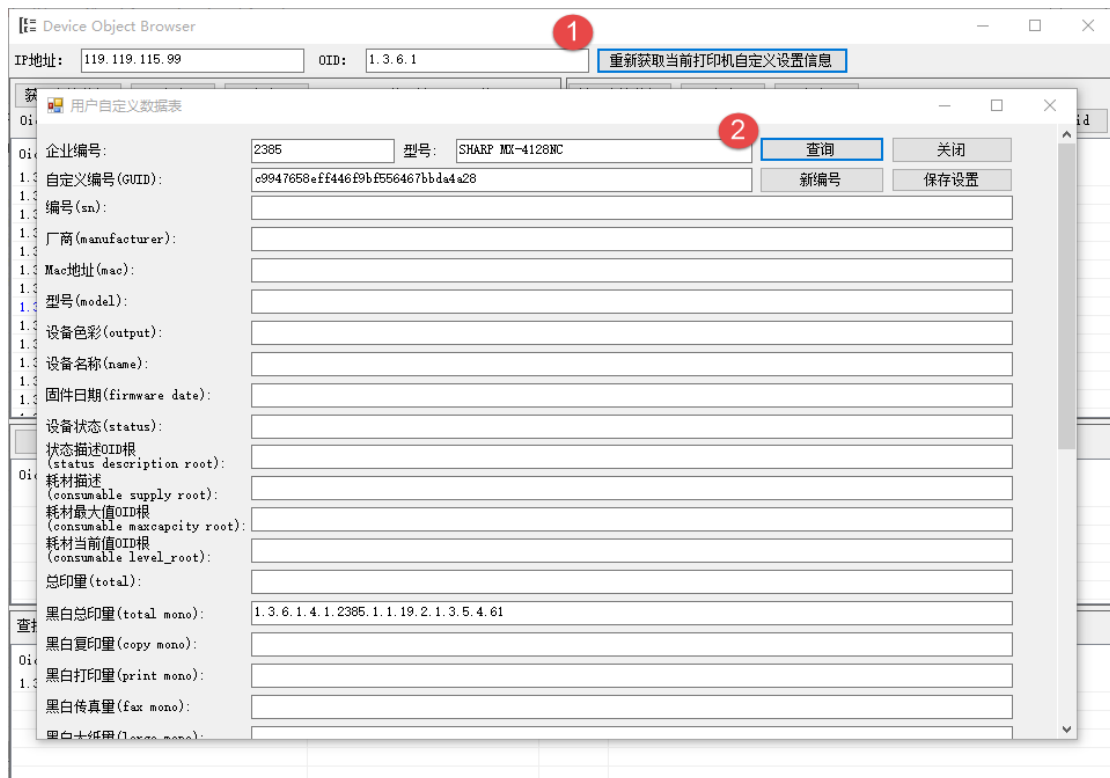 Device Object Browser
1
IP地址: 119.119.115.99 OID: 1.3.6.1 重新获取当前打印机自定义设置信息
用户自定义数据表
2
企业编号: 2385 型号: SHARP MX-4128NC 查询 关闭
自定义编号(GUID): c9947658eff446f9bf556467bbda4a28 新编号 保存设置
编号(sn):
厂商(manufacturer):
Mac地址(mac):
型号(model):
设备色彩(output):
设备名称(name):
固件日期(firmware date):
设备状态(status):
状态描述OID根
(status description root):
耗材描述
(consumable supply root):
耗材最大值OID根
(consumable maxcapcity root):
耗材当前值OID根
(consumable level_root):
总印量(total):
黑白总印量(total mono): 1.3.6.1.4.1.2385.1.1.19.2.1.3.5.4.61
黑白复印量(copy mono):
黑白打印量(print mono):
黑白传真量(fax mono):
黑白大纸量(large mono):